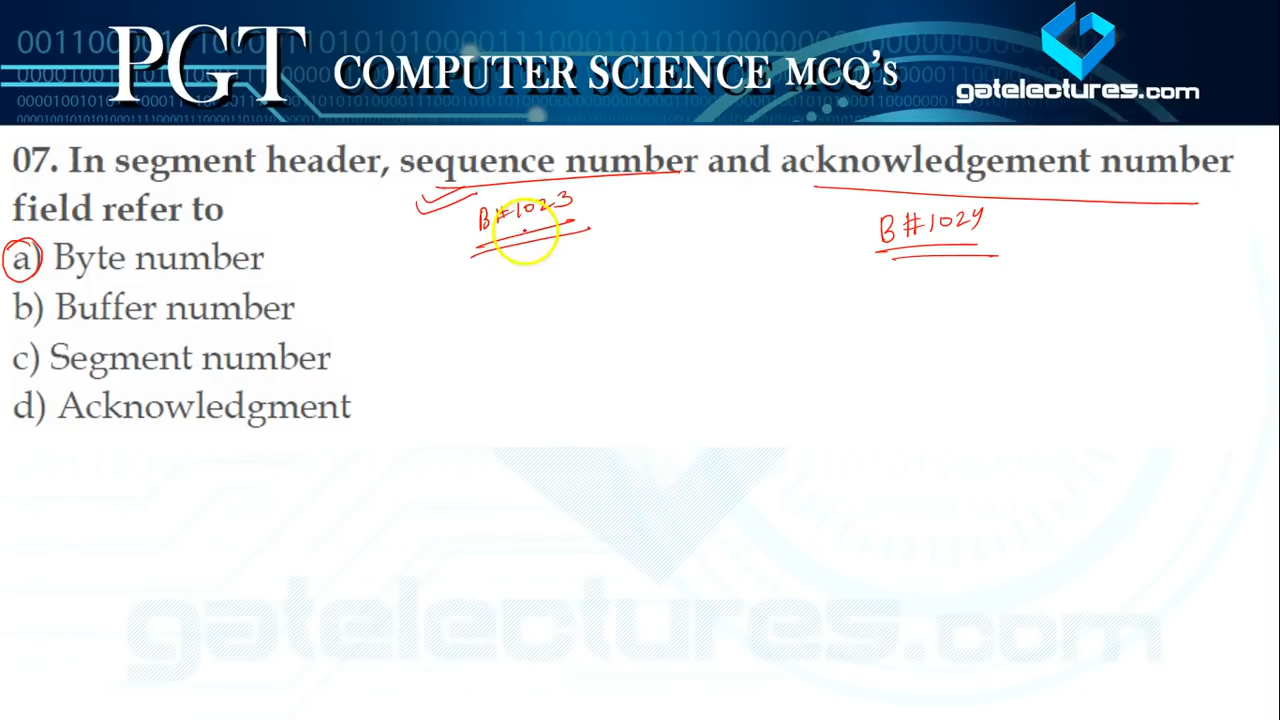 PGT COMPUTER SCIENCE MCQ's
gatelectures.com
07. In segment header, sequence number and acknowledgement number
field refer to
B#1023
B#1024
a) Byte number
b) Buffer number
c) Segment number
d) Acknowledgment
gatelectures.com